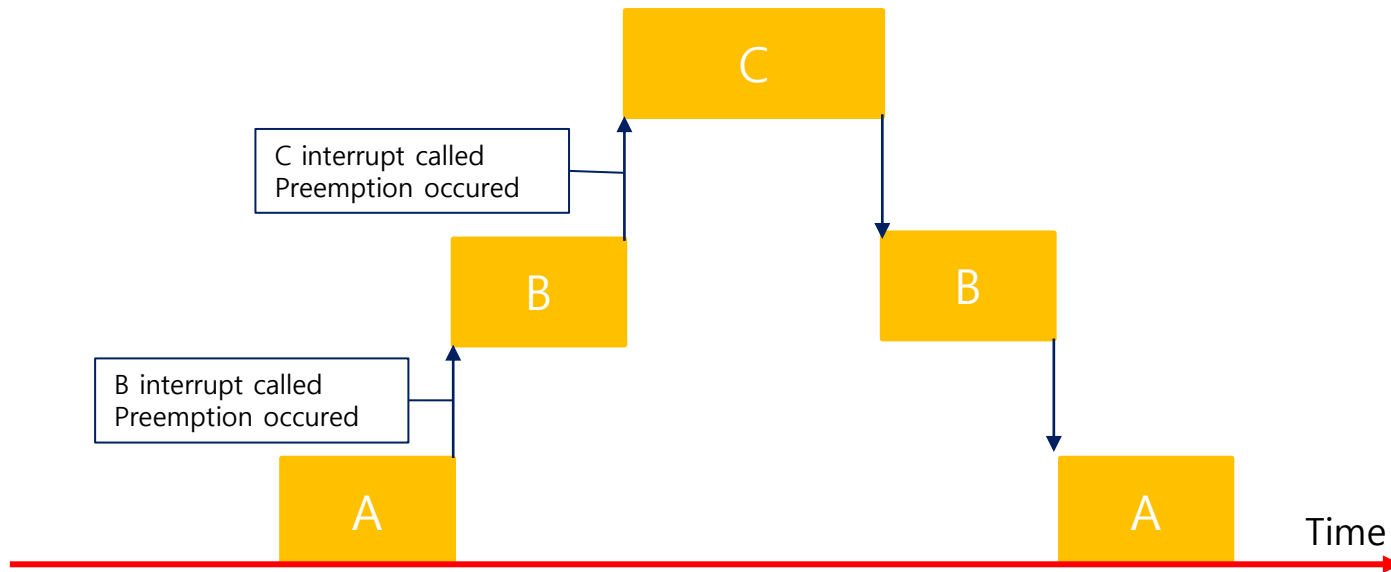 C
C interrupt called
Preemption occured
B
B
B interrupt called
Preemption occured
A
A
Time